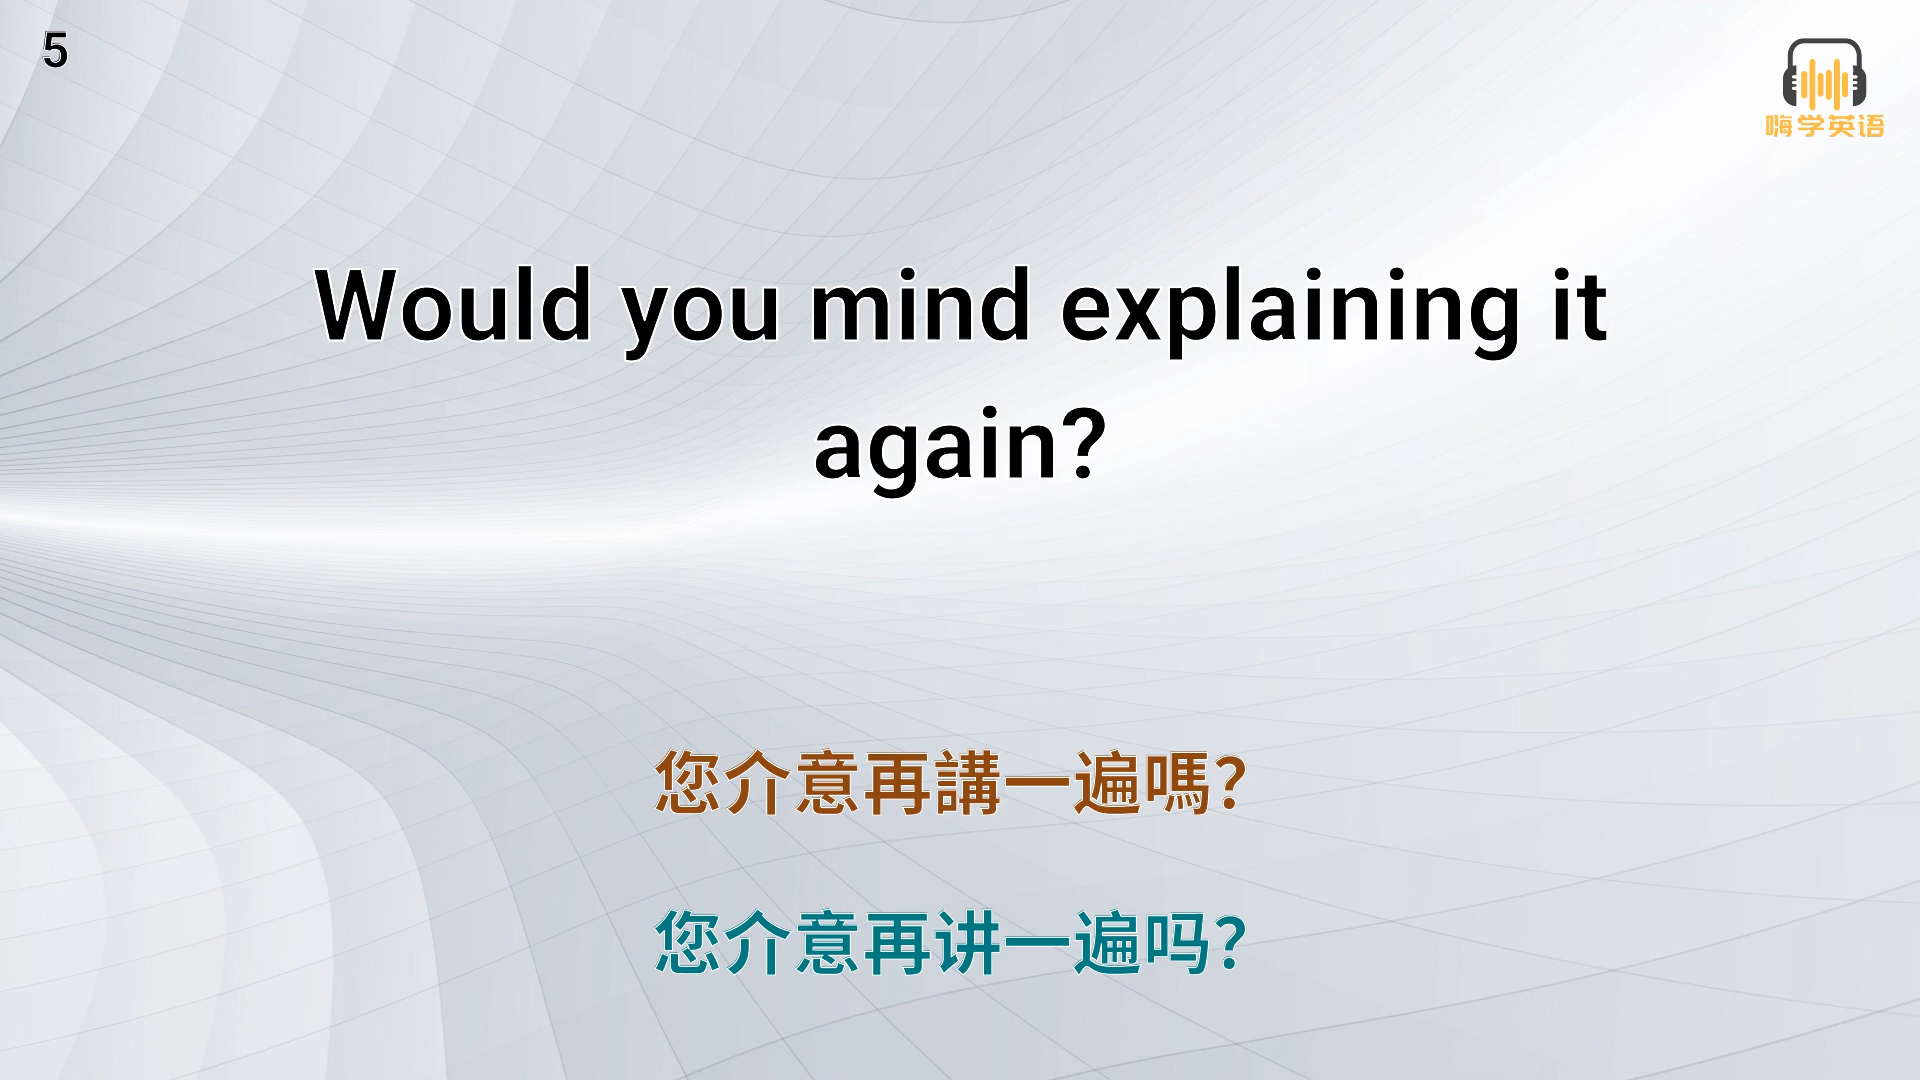 5
嗨学英语
Would you mind explaining it
again?
您介意再講一遍嗎?
您介意再讲一遍吗?